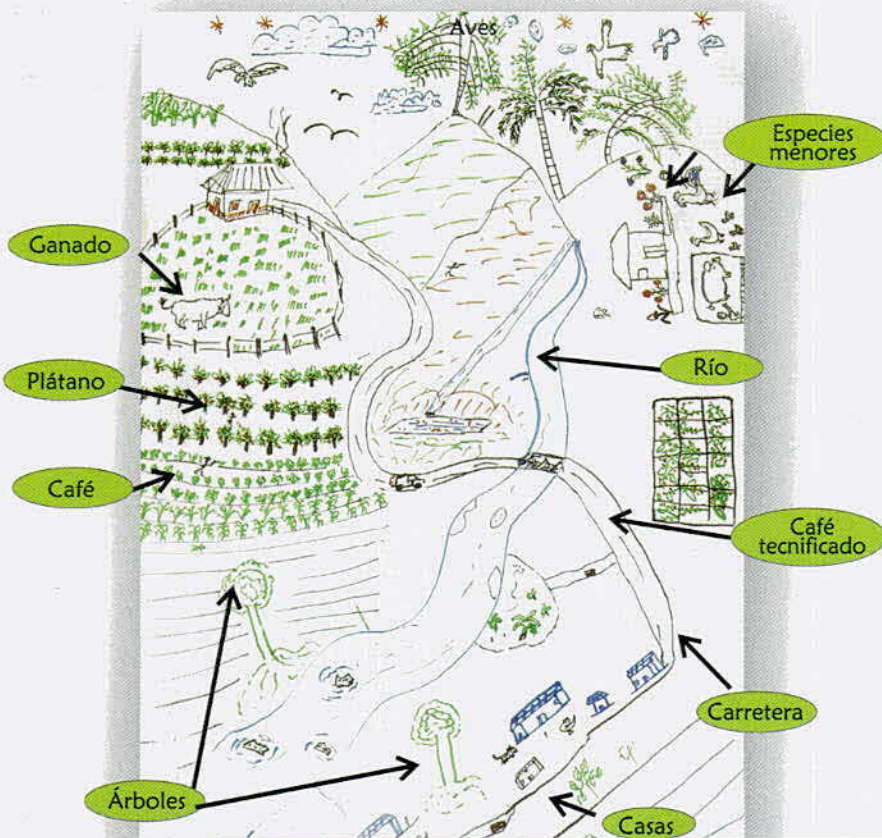 Aves
Especies
menores
Ganado
Plátano
Río
Café
Café
tecnificado
Carretera
Árboles
Casas